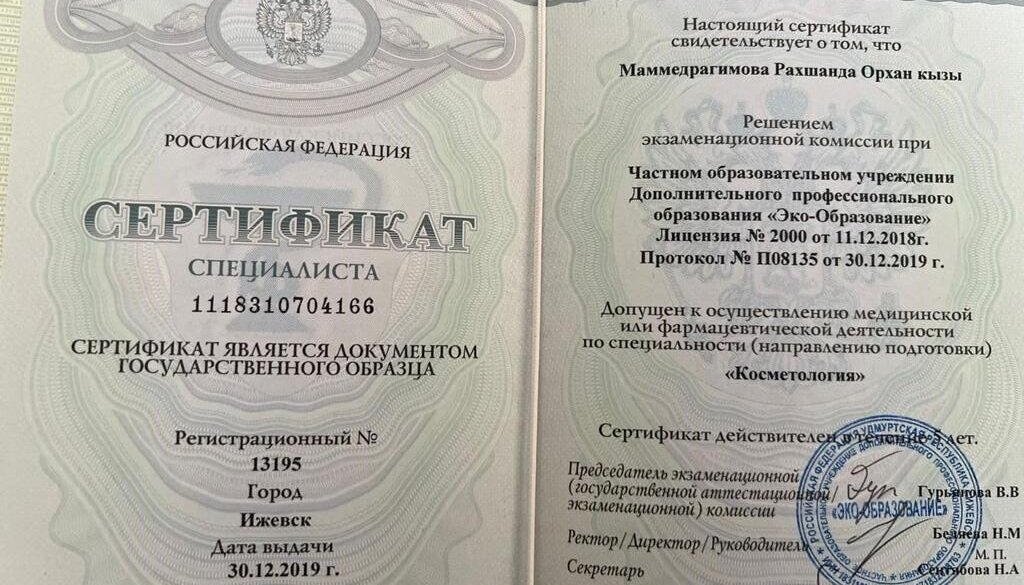 РОССИЙСКАЯ ФЕДЕРАЦИЯ
СЕРТИФИКАТ
СПЕЦИАЛИСТА
1118310704166
СЕРТИФИКАТ ЯВЛЯЕТСЯ ДОКУМЕНТОМ
ГОСУДАРСТВЕННОГО ОБРАЗЦА
Регистрационный №
13195
Город
Ижевск
Дата выдачи
30.12.2019 г.
Настоящий сертификат
свидетельствует о том, что
Маммедрагимова Рахшанда Орхан кызы
Решением
экзаменационной комиссии при
Частном образовательном учреждении
Дополнительного профессионального
образования «Эко-Образование»
Лицензия № 2000 от 11.12.2018г.
Протокол № П08135 от 30.12.2019 г.
Допущен к осуществлению медицинской
или фармацевтической деятельности
по специальности (направлению подготовки)
«Косметология»
Сертификат действителен в течение 5 лет.
Председатель экзаменационной
(государственной аттестационной/
экзаменационной) комиссии
Гурьянова В.В
Ректор/Директор/Руководитель
Беляева Н.М
М. П.
Секретарь
Сентябова Н.А
«ЭКО-ОБРАЗОВАНИЕ»